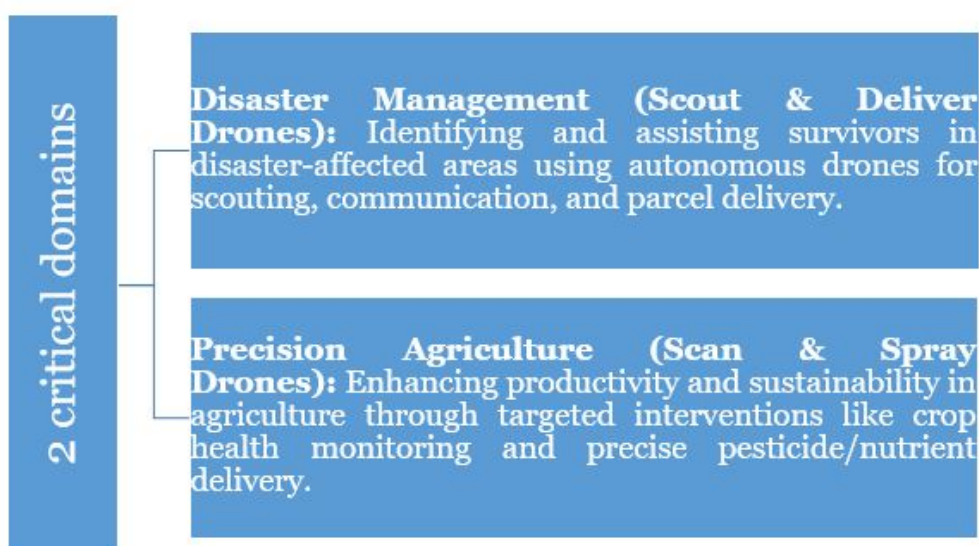 2 critical domains
Disaster Management (Scout & Deliver
Drones): Identifying and assisting survivors in
disaster-affected areas using autonomous drones for
scouting, communication, and parcel delivery.
Precision Agriculture (Scan & Spray
Drones): Enhancing productivity and sustainability in
agriculture through targeted interventions like crop
health monitoring and precise pesticide/nutrient
delivery.